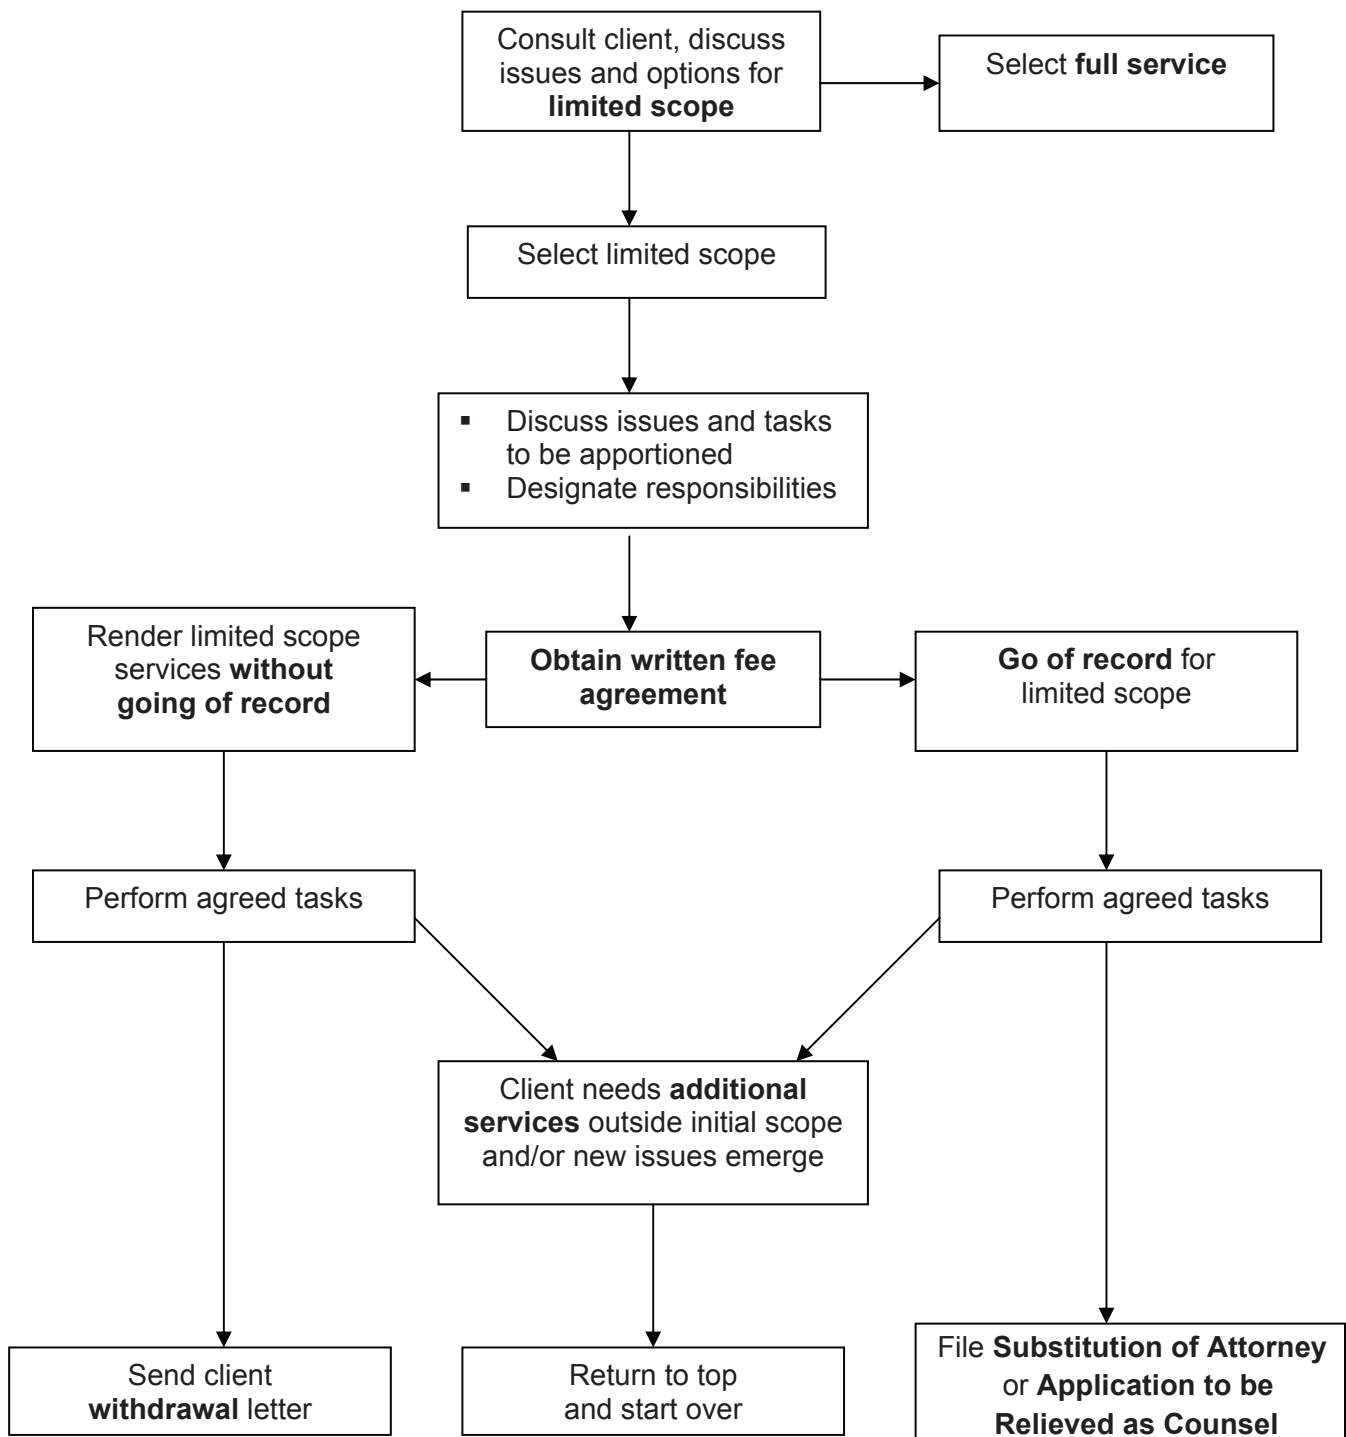 Consult client, discuss
issues and options for
limited scope
Select full service
Select limited scope
▪ Discuss issues and tasks
to be apportioned
▪ Designate responsibilities
Render limited scope
services without
going of record
Obtain written fee
agreement
Go of record for
limited scope
Perform agreed tasks
Perform agreed tasks
Client needs additional
services outside initial scope
and/or new issues emerge
Send client
withdrawal letter
Return to top
and start over
File Substitution of Attorney
or Application to be
Relieved as Counsel